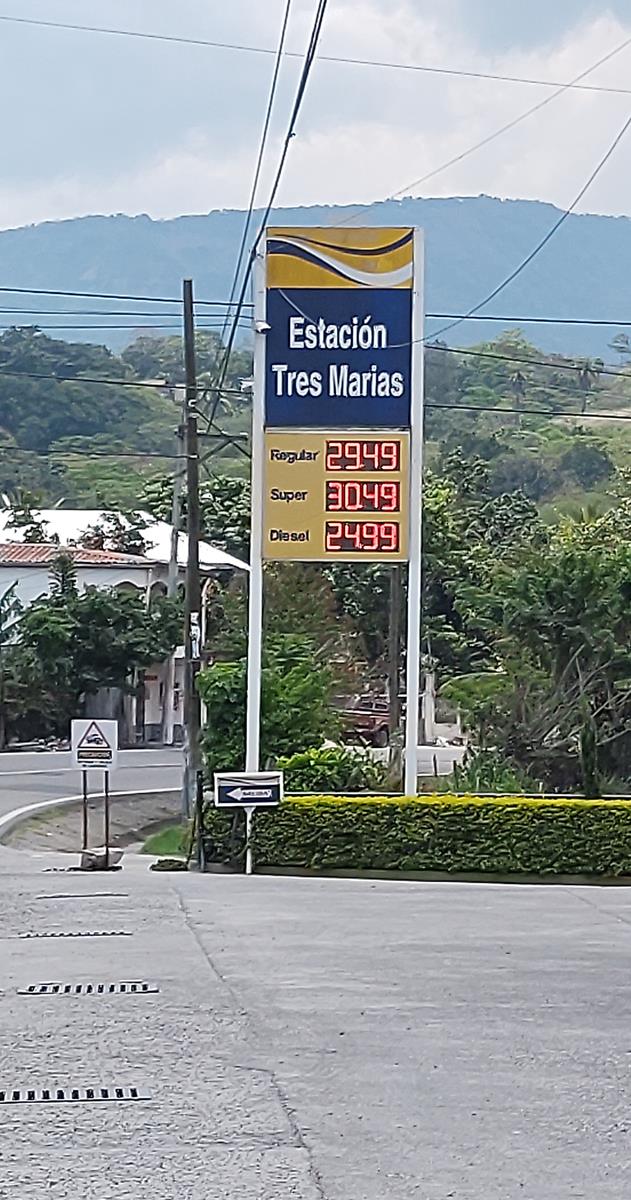 Estación
Tres Marias
Regular 29.49
Super 30.49
Diesel 24.99